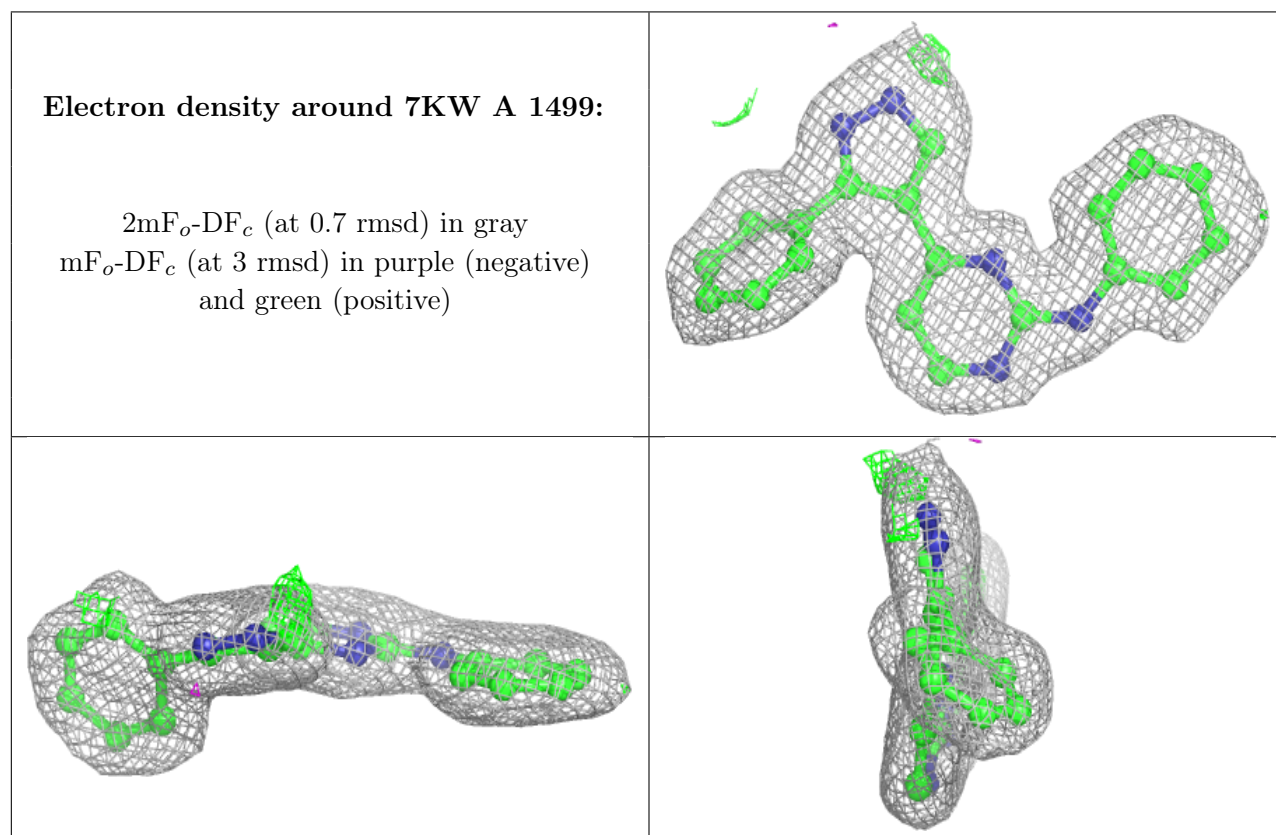 Electron density around 7KW A 1499:
2mFo-DFc (at 0.7 rmsd) in gray
mFo-DFc (at 3 rmsd) in purple (negative)
and green (positive)